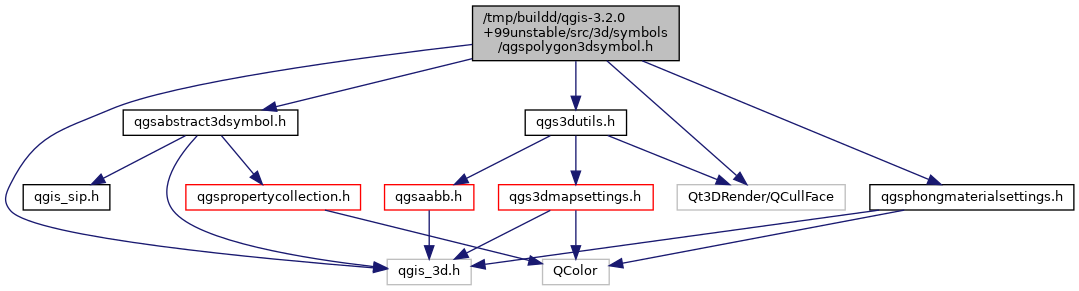 /tmp/buildd/qgis-3.2.0
+99unstable/src/3d/symbols
/qgspolygon3dsymbol.h
qgsabstract3dsymbol.h
qgs3dutils.h
qgis_sip.h
qgspropertycollection.h
qgsaabb.h
qgs3dmapsettings.h
Qt3DRender/QCullFace
qgsphongmaterialsettings.h
qgis_3d.h
QColor